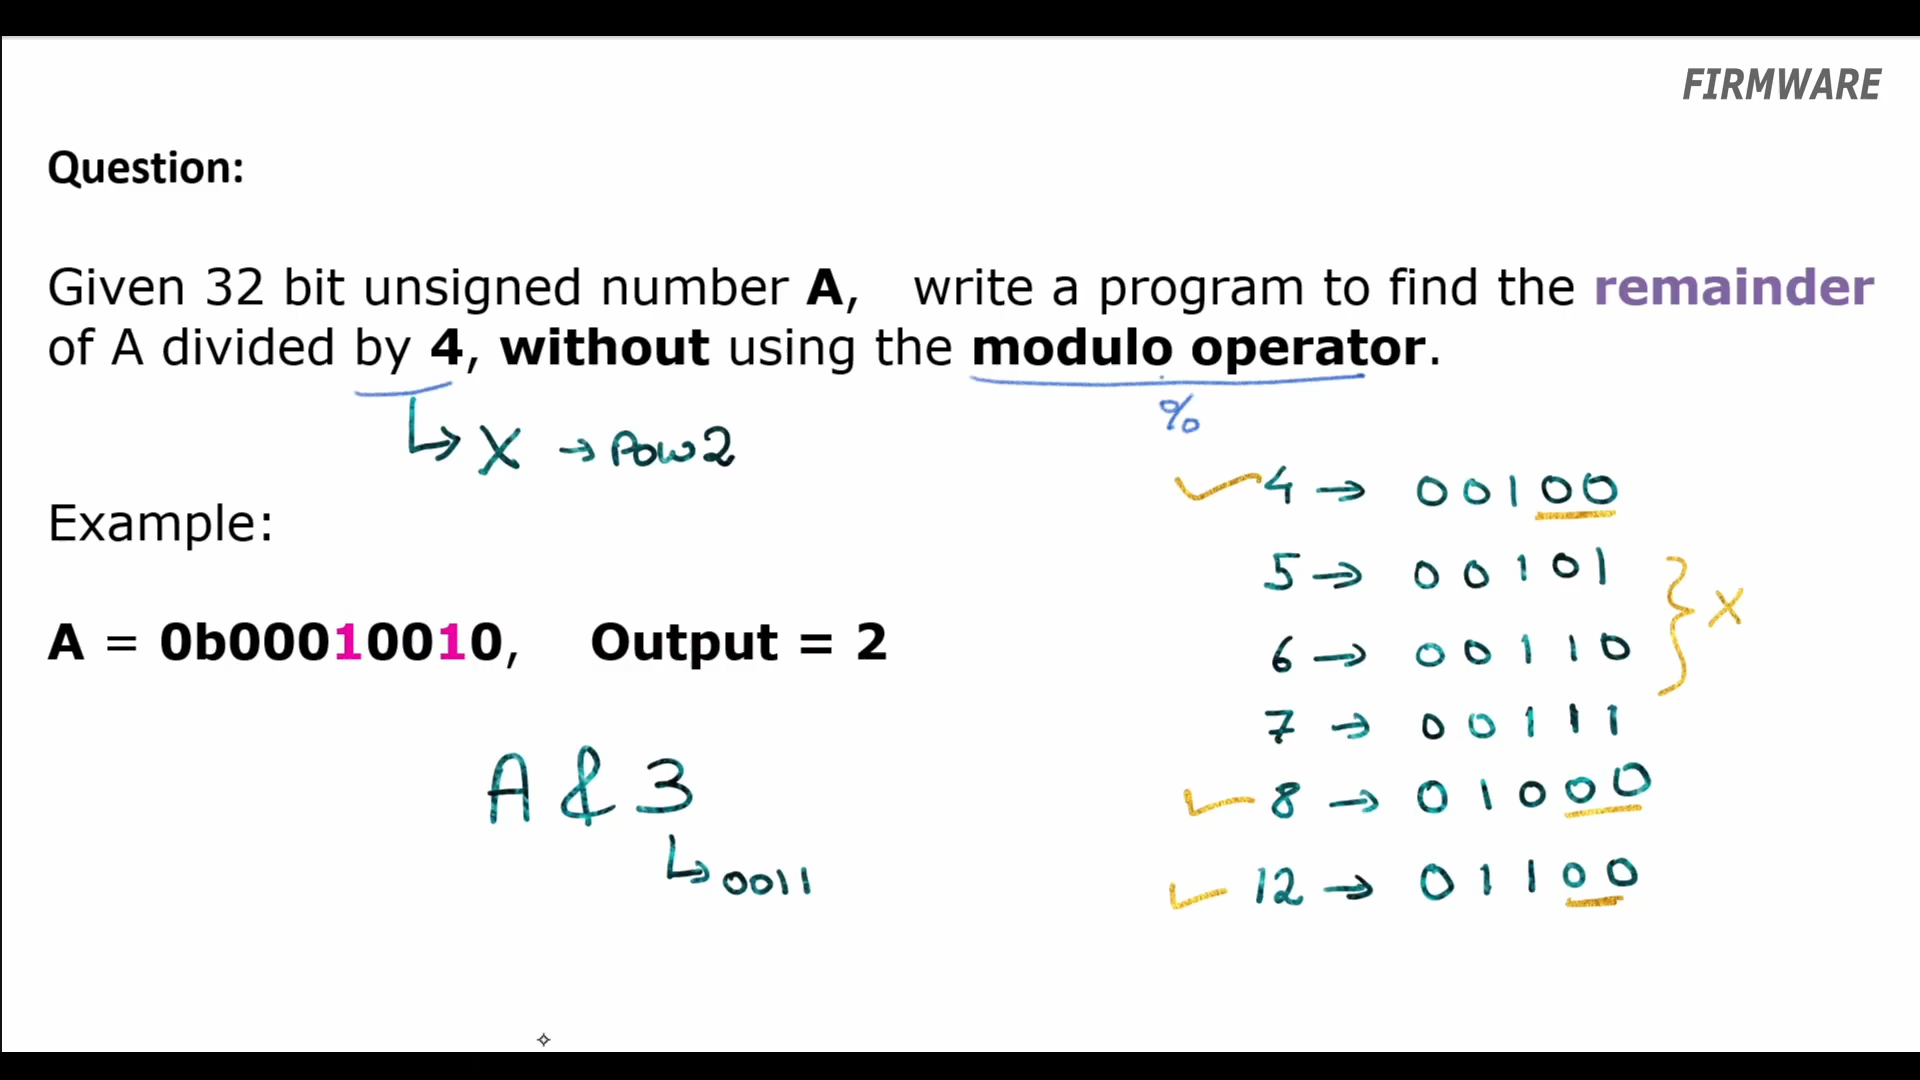 FIRMWARE
Question:
Given 32 bit unsigned number A, write a program to find the remainder
of A divided by 4, without using the modulo operator.
%
↳ X → Pow2
Example:
A = 0b00010010, Output = 2
A & 3
↳ 0011
4 → 00100
5 → 00101
6 → 00110
7 → 00111
8 → 01000
12 → 01100
X